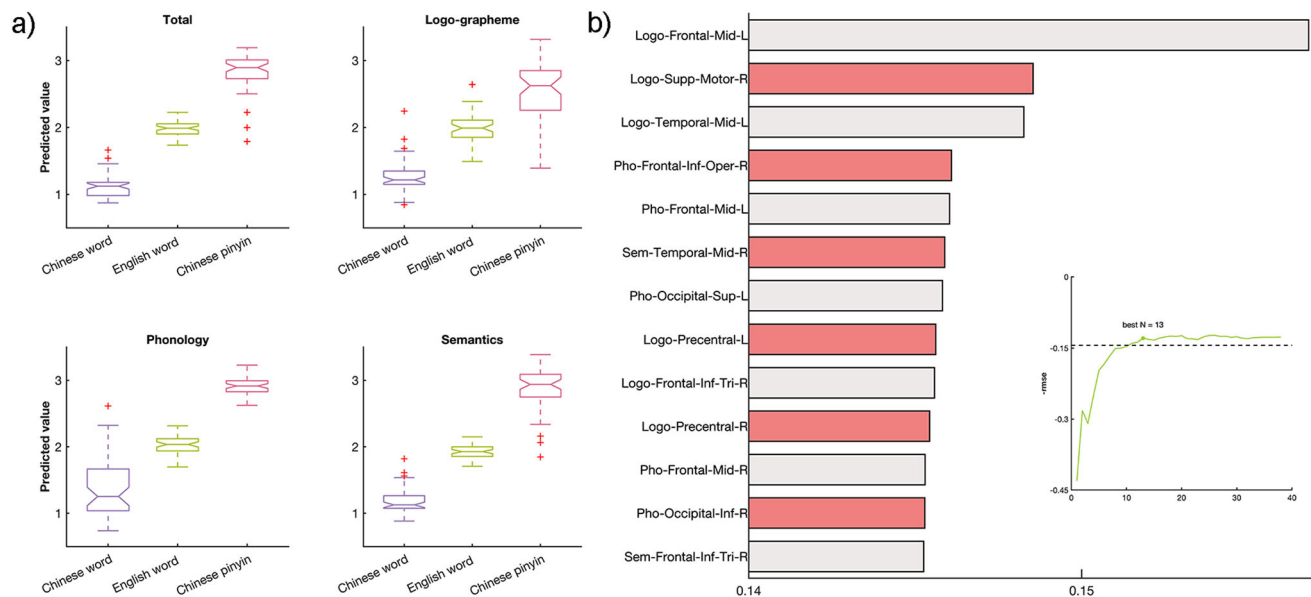 a)
Total
Predicted value
3
2
1
Chinese word
English word
Chinese pinyin
Logo-grapheme
3
2
1
Chinese word
English word
Chinese pinyin
Phonology
Predicted value
3
2
1
Chinese word
English word
Chinese pinyin
Semantics
3
2
1
Chinese word
English word
Chinese pinyin
b)
Logo-Frontal-Mid-L
Logo-Supp-Motor-R
Logo-Temporal-Mid-L
Pho-Frontal-Inf-Oper-R
Pho-Frontal-Mid-L
Sem-Temporal-Mid-R
Pho-Occipital-Sup-L
Logo-Precentral-L
Logo-Frontal-Inf-Tri-R
Logo-Precentral-R
Pho-Frontal-Mid-R
Pho-Occipital-Inf-R
Sem-Frontal-Inf-Tri-R
0.14
0.15
0
best N = 13
-0.15
-rmse
-0.3
-0.45
0
10
20
30
40